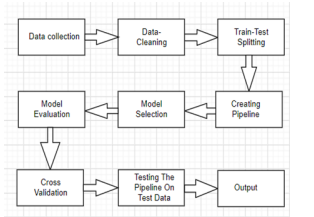 Data collection
Data-
Cleaning
Train-Test
Splitting
Model
Evaluation
Model
Selection
Creating
Pipeline
Cross
Validation
Testing The
Pipeline On
Test Data
Output